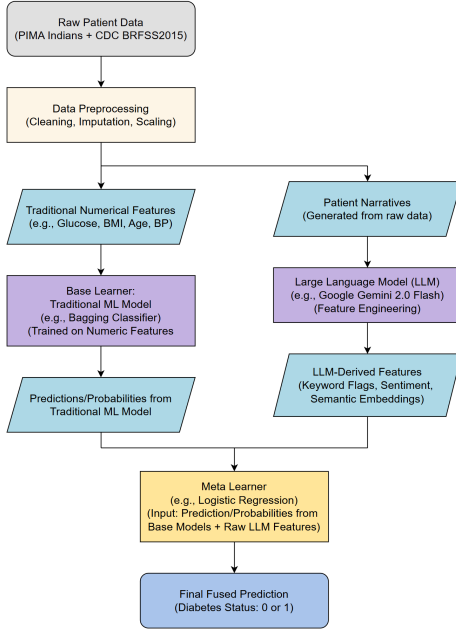 Raw Patient Data
(PIMA Indians + CDC BRFSS2015)
Data Preprocessing
(Cleaning, Imputation, Scaling)
Traditional Numerical Features
(e.g., Glucose, BMI, Age, BP)
Patient Narratives
(Generated from raw data)
Base Learner:
Traditional ML Model
(e.g., Bagging Classifier)
(Trained on Numeric Features
Large Language Model (LLM)
(e.g., Google Gemini 2.0 Flash)
(Feature Engineering)
Predictions/Probabilities from
Traditional ML Model
LLM-Derived Features
(Keyword Flags, Sentiment,
Semantic Embeddings)
Meta Learner
(e.g., Logistic Regression)
(Input: Prediction/Probabilities from
Base Models + Raw LLM Features)
Final Fused Prediction
(Diabetes Status: 0 or 1)